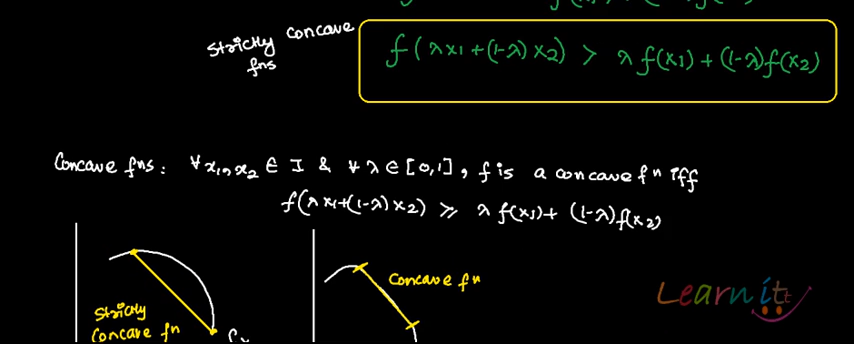 Strictly concave
fns
f(λx1+(1-λ)x2) > λf(x1)+(1-λ)f(x2)
Concave fns: ∀x1,x2 ∈ I & ∀λ∈[0,1], f is a concave fn iff
f(λx1+(1-λ)x2) ≥ λf(x1)+(1-λ)f(x2)
Concave fn
Strictly
Concave fn
Learnitt